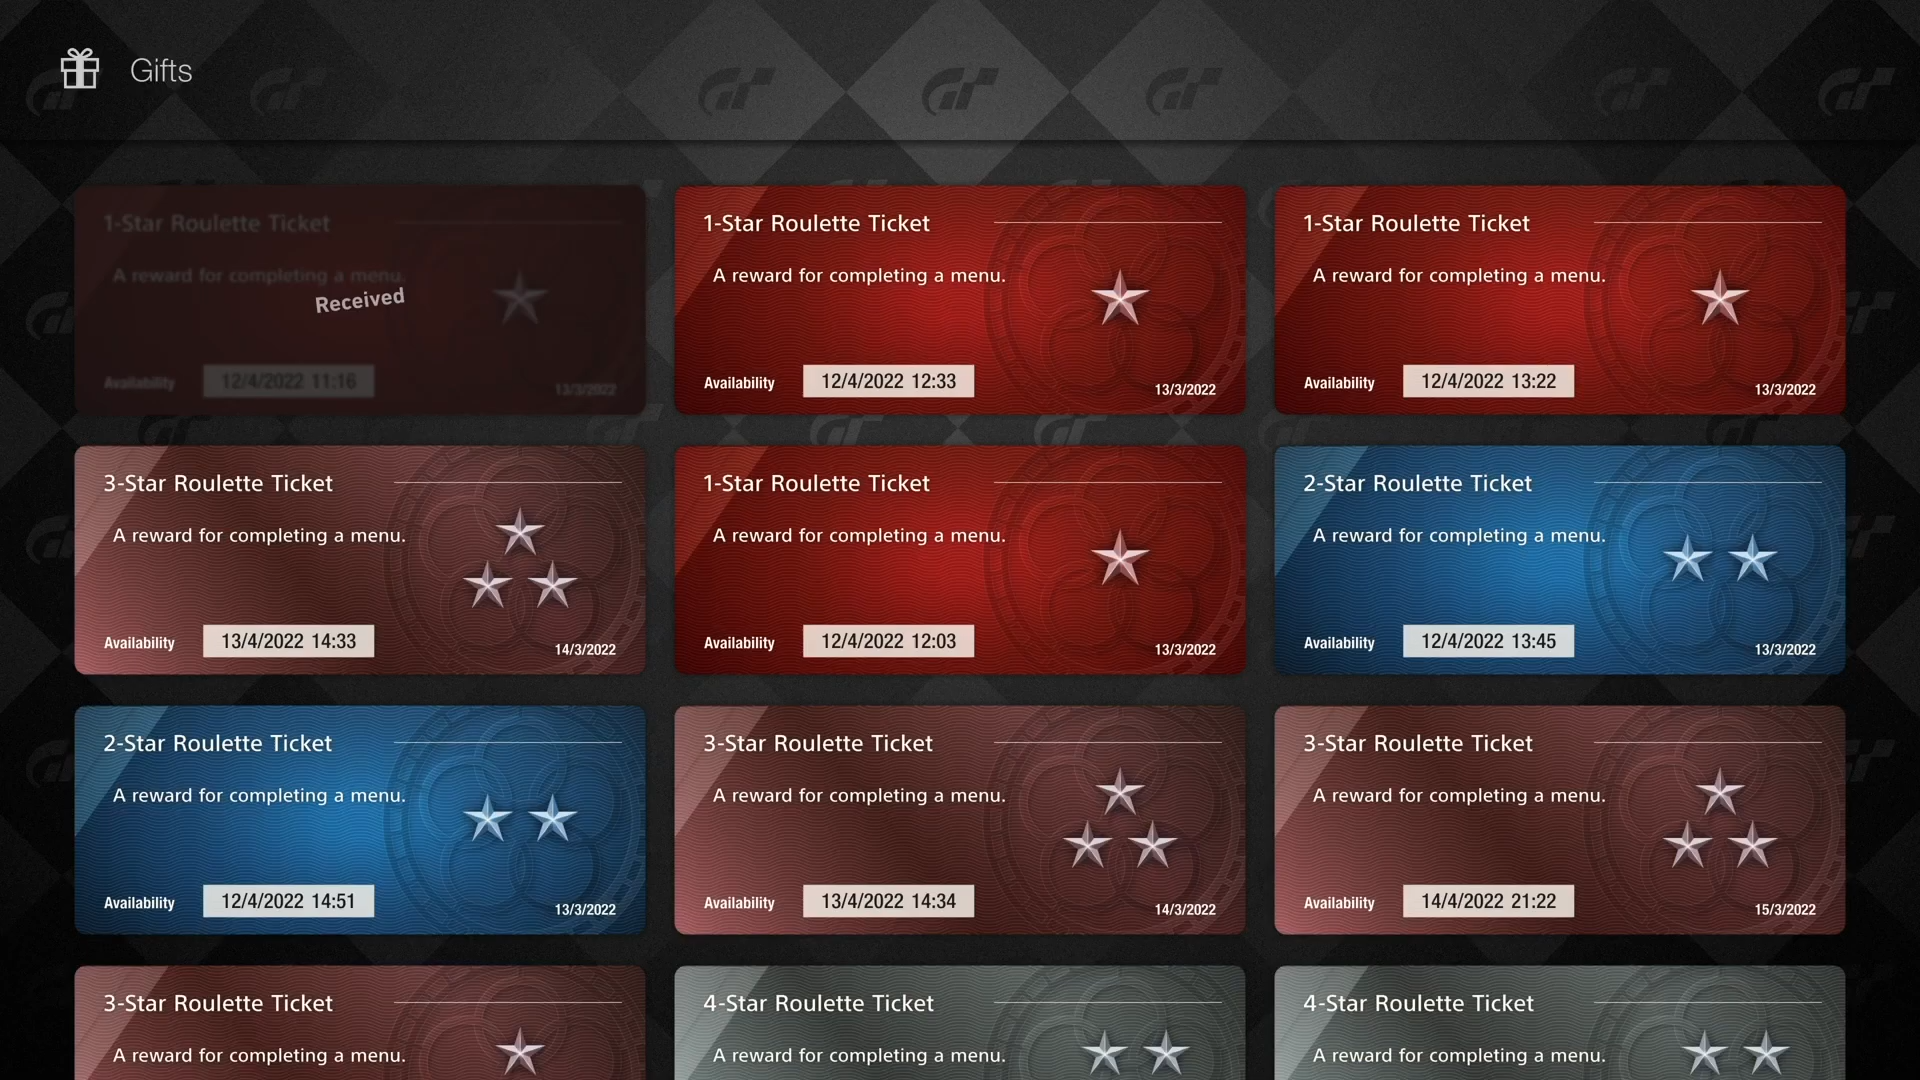 Gifts
1-Star Roulette Ticket
A reward for completing a menu.
Received
Availability 12/4/2022 11:16 13/3/2022
1-Star Roulette Ticket
A reward for completing a menu.
Availability 12/4/2022 12:33 13/3/2022
1-Star Roulette Ticket
A reward for completing a menu.
Availability 12/4/2022 13:22 13/3/2022
3-Star Roulette Ticket
A reward for completing a menu.
Availability 13/4/2022 14:33 14/3/2022
1-Star Roulette Ticket
A reward for completing a menu.
Availability 12/4/2022 12:03 13/3/2022
2-Star Roulette Ticket
A reward for completing a menu.
Availability 12/4/2022 13:45 13/3/2022
2-Star Roulette Ticket
A reward for completing a menu.
Availability 12/4/2022 14:51 13/3/2022
3-Star Roulette Ticket
A reward for completing a menu.
Availability 13/4/2022 14:34 14/3/2022
3-Star Roulette Ticket
A reward for completing a menu.
Availability 14/4/2022 21:22 15/3/2022
3-Star Roulette Ticket
A reward for completing a menu.
4-Star Roulette Ticket
A reward for completing a menu.
4-Star Roulette Ticket
A reward for completing a menu.